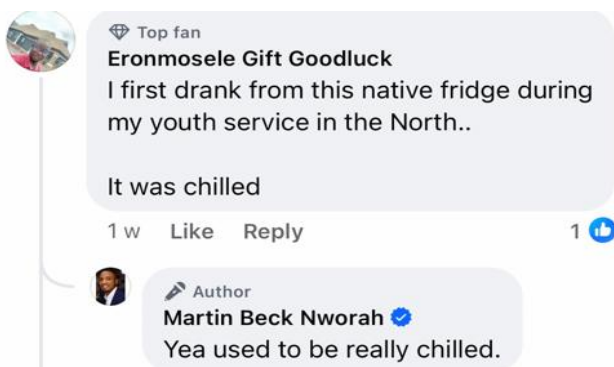 Top fan
Eronmosele Gift Goodluck
I first drank from this native fridge during
my youth service in the North..
It was chilled
1 w Like Reply 1
Author
Martin Beck Nworah
Yea used to be really chilled.